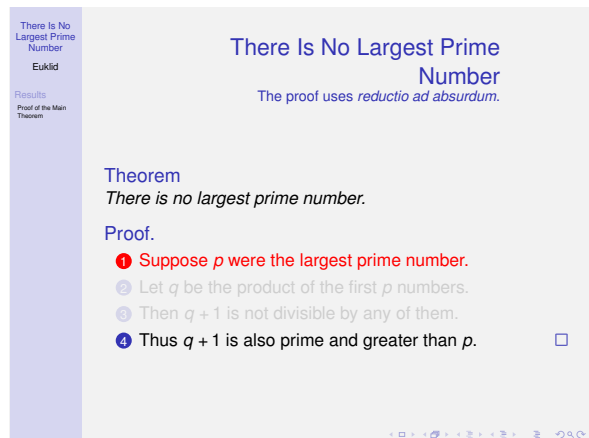 There Is No
Largest Prime
Number
Euklid
Results
Proof of the Main
Theorem
There Is No Largest Prime
Number
The proof uses reductio ad absurdum.
Theorem
There is no largest prime number.
Proof.
1 Suppose p were the largest prime number.
2 Let q be the product of the first p numbers.
3 Then q + 1 is not divisible by any of them.
4 Thus q + 1 is also prime and greater than p.